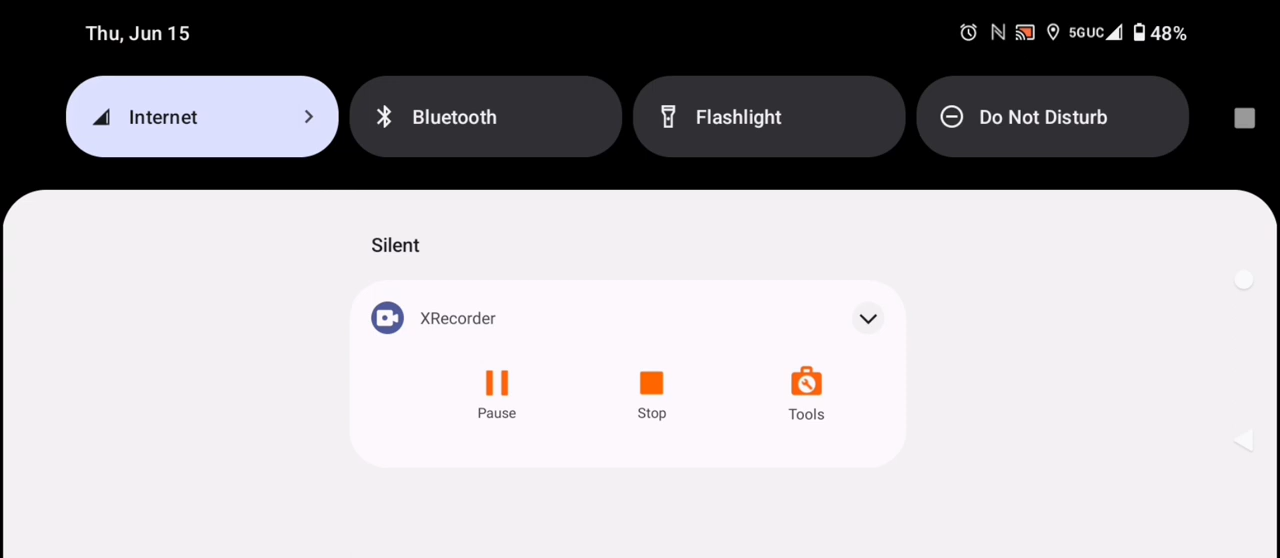 Thu, Jun 15
5GUC 48%
Internet Bluetooth Flashlight Do Not Disturb
Silent
XRecorder
Pause Stop Tools